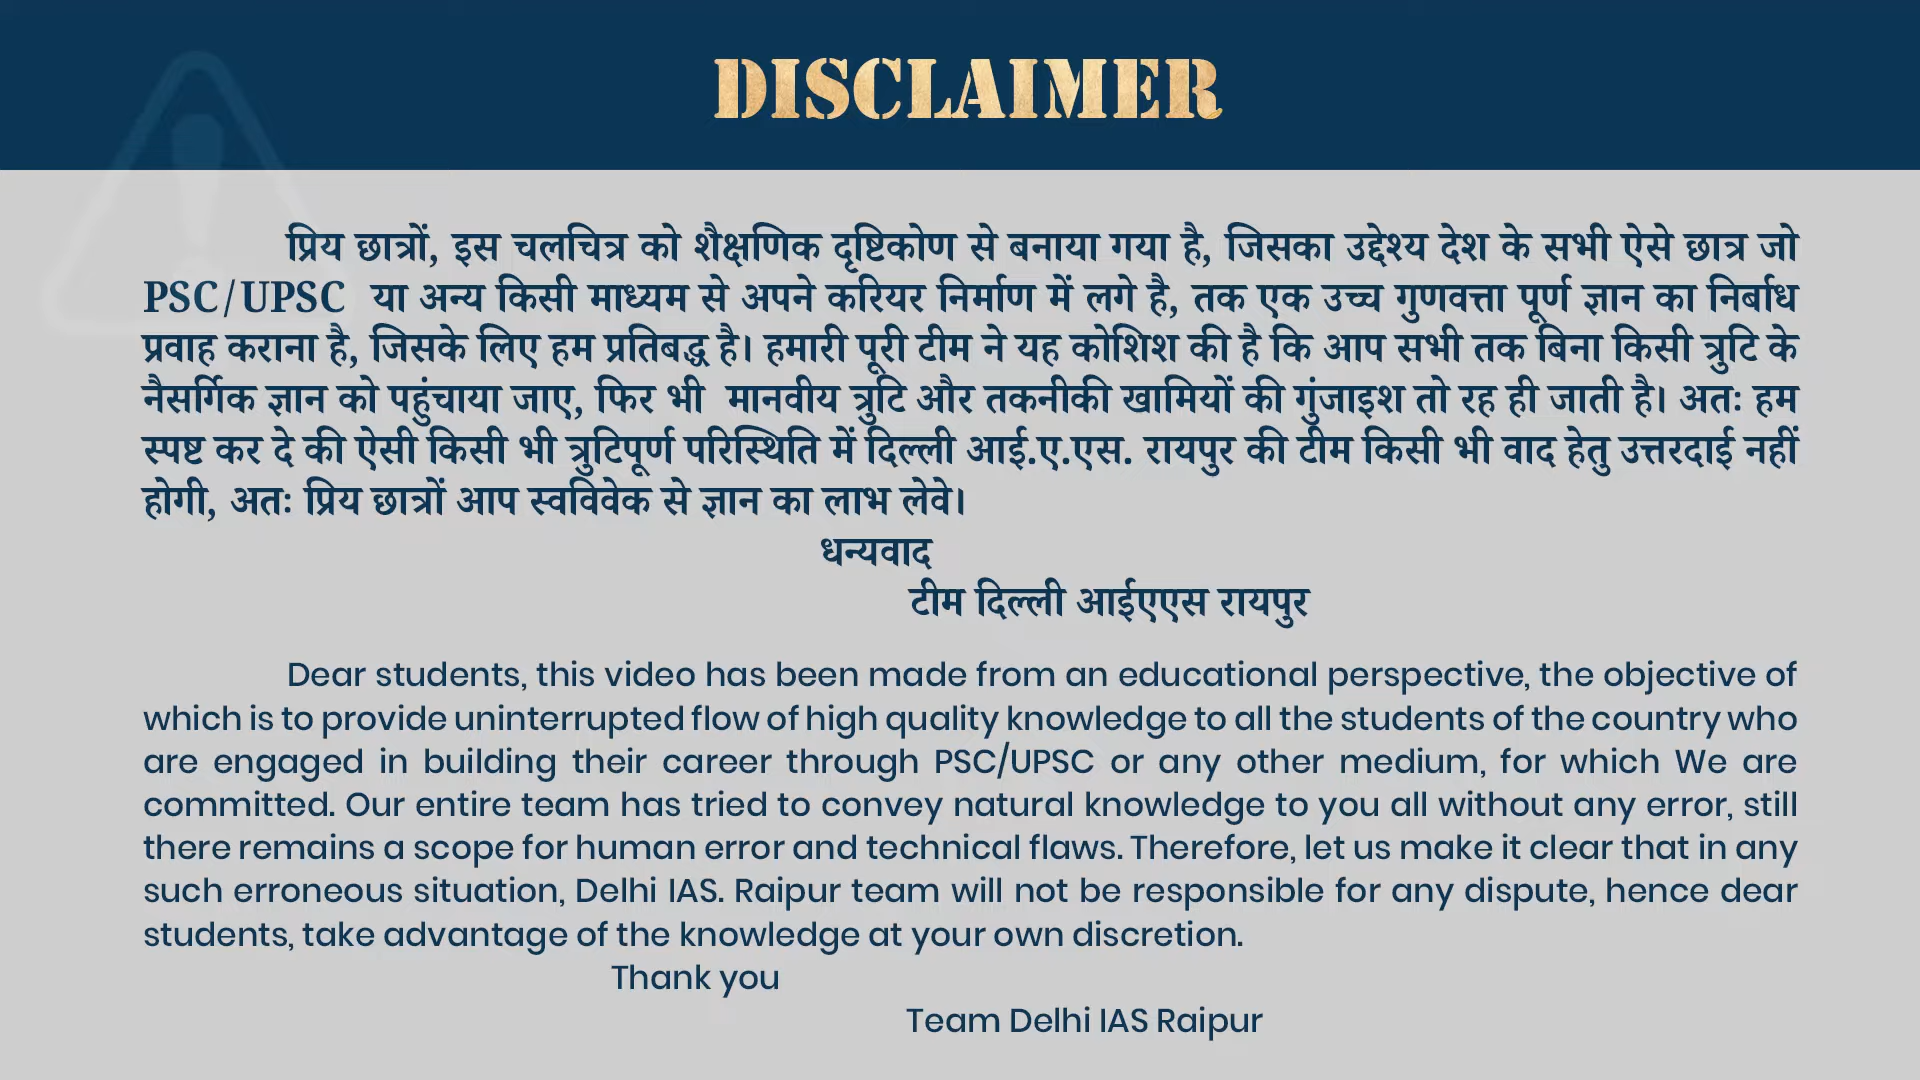 DISCLAIMER
प्रिय छात्रों, इस चलचित्र को शैक्षणिक दृष्टिकोण से बनाया गया है, जिसका उद्देश्य देश के सभी ऐसे छात्र जो
PSC/UPSC या अन्य किसी माध्यम से अपने करियर निर्माण में लगे है, तक एक उच्च गुणवत्ता पूर्ण ज्ञान का निर्बाध
प्रवाह कराना है, जिसके लिए हम प्रतिबद्ध है। हमारी पूरी टीम ने यह कोशिश की है कि आप सभी तक बिना किसी त्रुटि के
नैसर्गिक ज्ञान को पहुंचाया जाए, फिर भी मानवीय त्रुटि और तकनीकी खामियों की गुंजाइश तो रह ही जाती है। अतः हम
स्पष्ट कर दे की ऐसी किसी भी त्रुटिपूर्ण परिस्थिति में दिल्ली आई.ए.एस. रायपुर की टीम किसी भी वाद हेतु उत्तरदाई नहीं
होगी, अतः प्रिय छात्रों आप स्वविवेक से ज्ञान का लाभ लेवे।
धन्यवाद
टीम दिल्ली आईएएस रायपुर
Dear students, this video has been made from an educational perspective, the objective of
which is to provide uninterrupted flow of high quality knowledge to all the students of the country who
are engaged in building their career through PSC/UPSC or any other medium, for which We are
committed. Our entire team has tried to convey natural knowledge to you all without any error, still
there remains a scope for human error and technical flaws. Therefore, let us make it clear that in any
such erroneous situation, Delhi IAS. Raipur team will not be responsible for any dispute, hence dear
students, take advantage of the knowledge at your own discretion.
Thank you
Team Delhi IAS Raipur